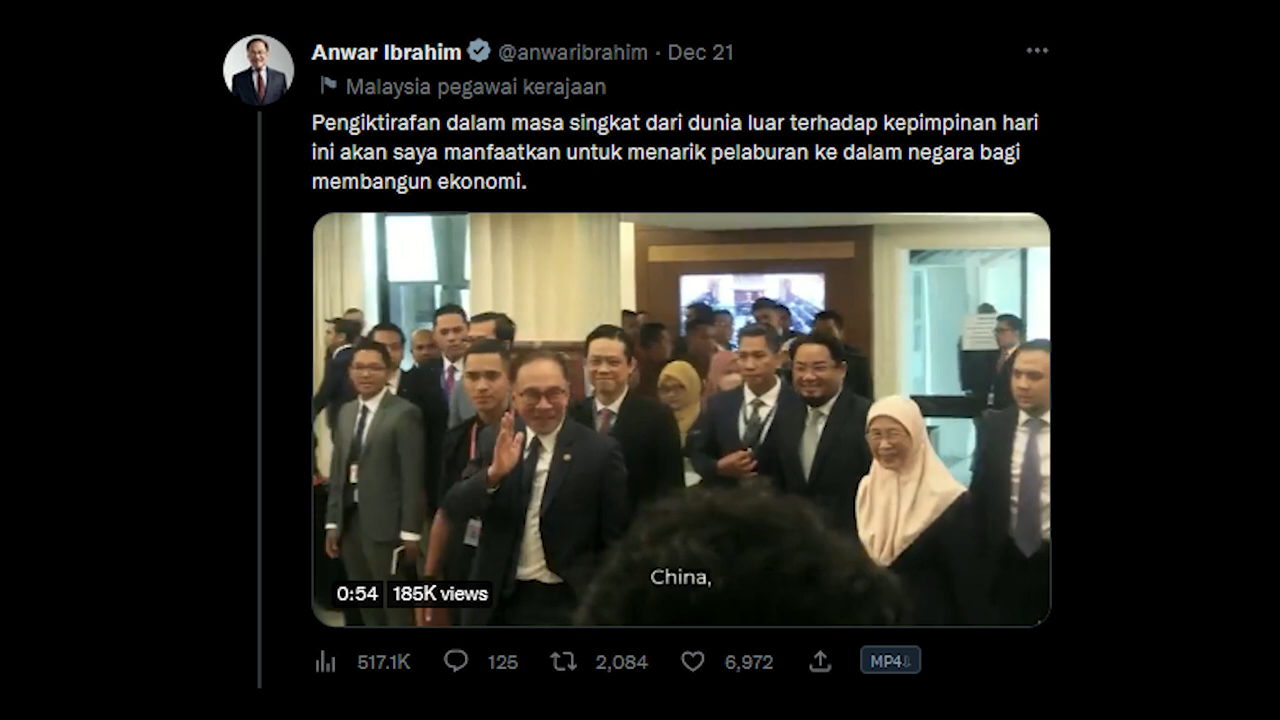 Anwar Ibrahim @anwaribrahim · Dec 21
Malaysia pegawai kerajaan
Pengiktirafan dalam masa singkat dari dunia luar terhadap kepimpinan hari
ini akan saya manfaatkan untuk menarik pelaburan ke dalam negara bagi
membangun ekonomi.
China,
0:54 185K views
517.1K 125 2,084 6,972 MP4⇩